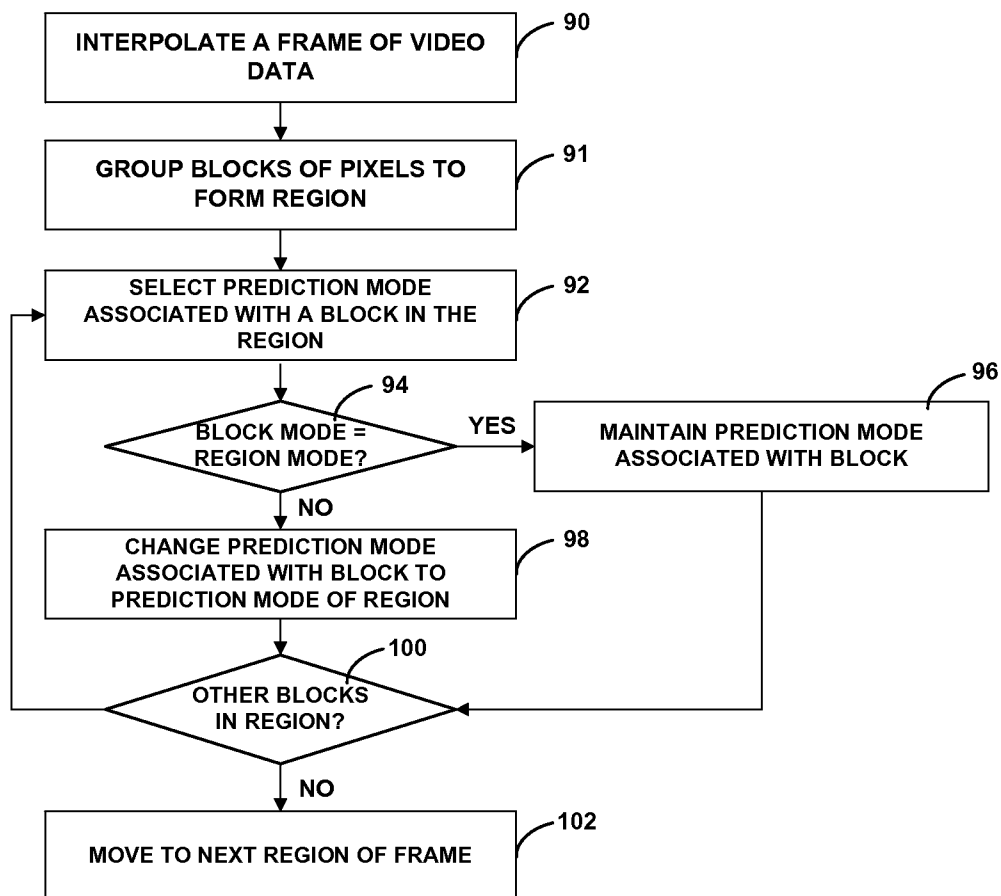 INTERPOLATE A FRAME OF VIDEO
DATA
90
GROUP BLOCKS OF PIXELS TO
FORM REGION
91
SELECT PREDICTION MODE
ASSOCIATED WITH A BLOCK IN THE
REGION
92
BLOCK MODE =
REGION MODE?
94
YES
MAINTAIN PREDICTION MODE
ASSOCIATED WITH BLOCK
96
NO
CHANGE PREDICTION MODE
ASSOCIATED WITH BLOCK TO
PREDICTION MODE OF REGION
98
OTHER BLOCKS
IN REGION?
100
NO
MOVE TO NEXT REGION OF FRAME
102